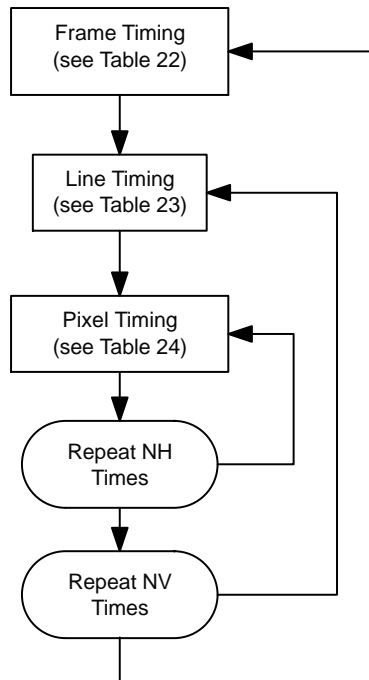 Frame Timing
(see Table 22)
Line Timing
(see Table 23)
Pixel Timing
(see Table 24)
Repeat NH
Times
Repeat NV
Times